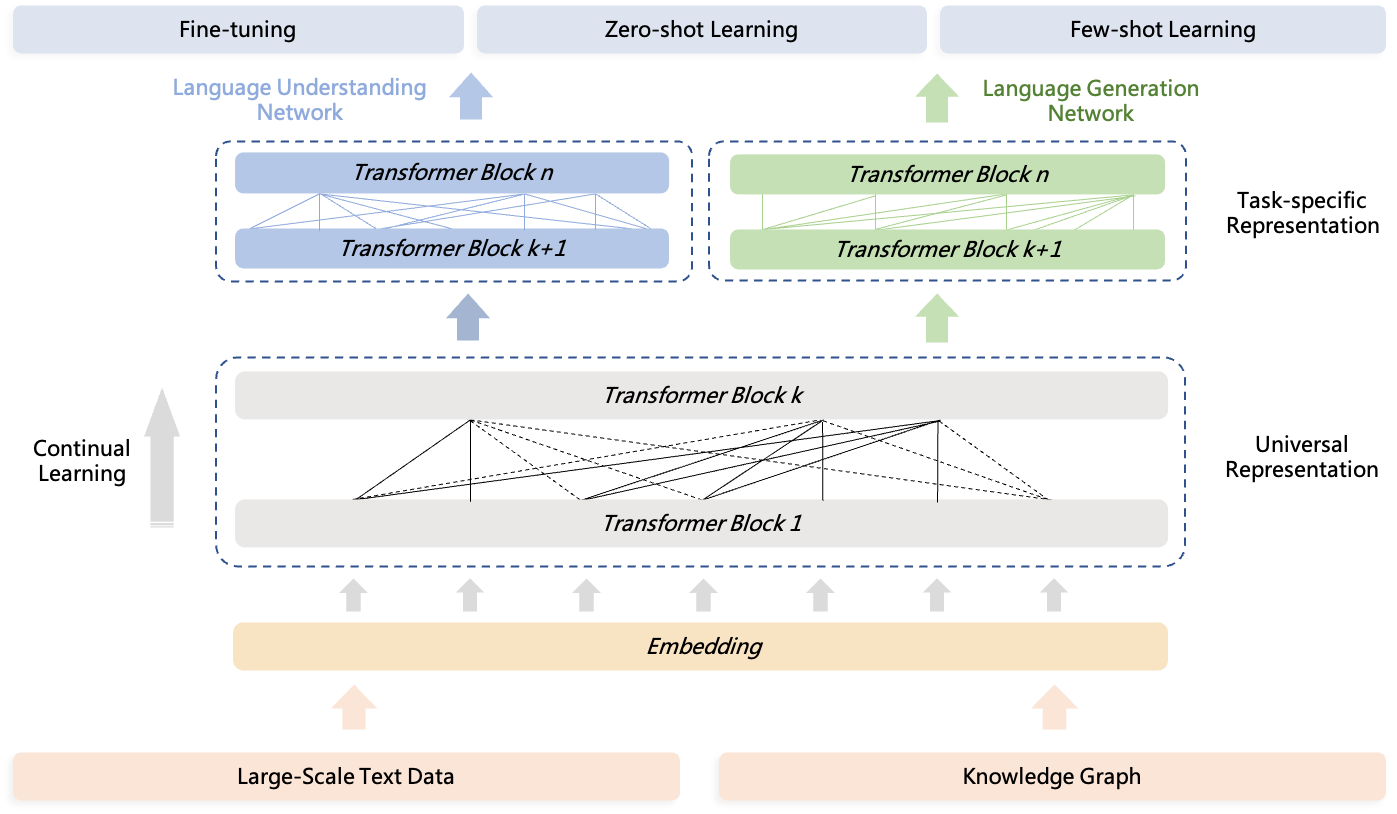 Fine-tuning
Zero-shot Learning
Few-shot Learning
Language Understanding
Network
Language Generation
Network
Transformer Block n
Transformer Block n
Transformer Block k+1
Transformer Block k+1
Task-specific
Representation
Transformer Block k
Continual
Learning
Universal
Representation
Transformer Block 1
Embedding
Large-Scale Text Data
Knowledge Graph